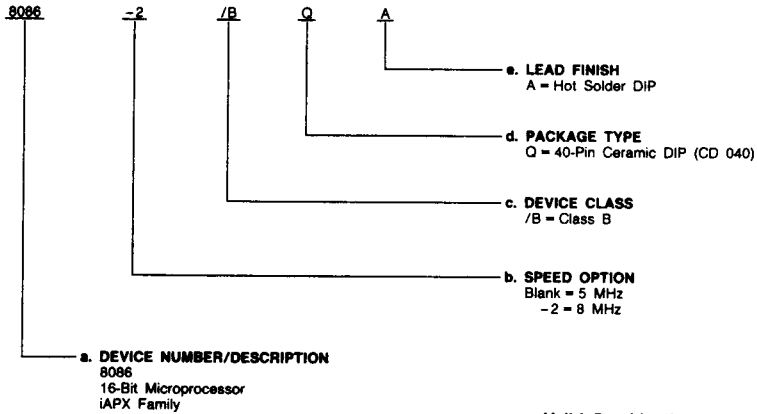 8086 -2 /B Q A
e. LEAD FINISH
A = Hot Solder DIP
d. PACKAGE TYPE
Q = 40-Pin Ceramic DIP (CD 040)
c. DEVICE CLASS
/B = Class B
b. SPEED OPTION
Blank = 5 MHz
-2 = 8 MHz
a. DEVICE NUMBER/DESCRIPTION
8086
16-Bit Microprocessor
iAPX Family